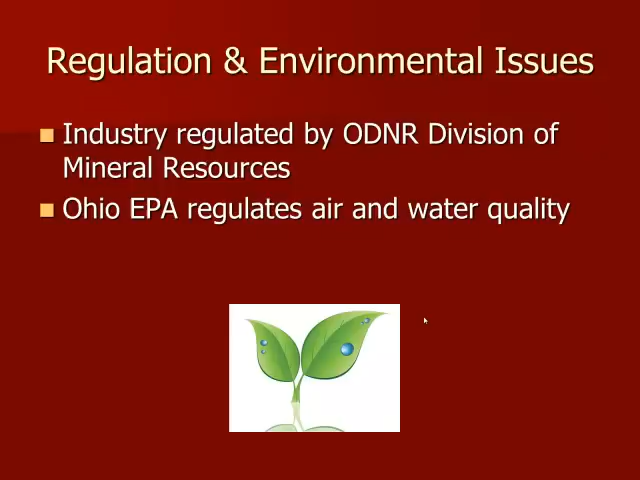 Regulation & Environmental Issues
Industry regulated by ODNR Division of
Mineral Resources
Ohio EPA regulates air and water quality